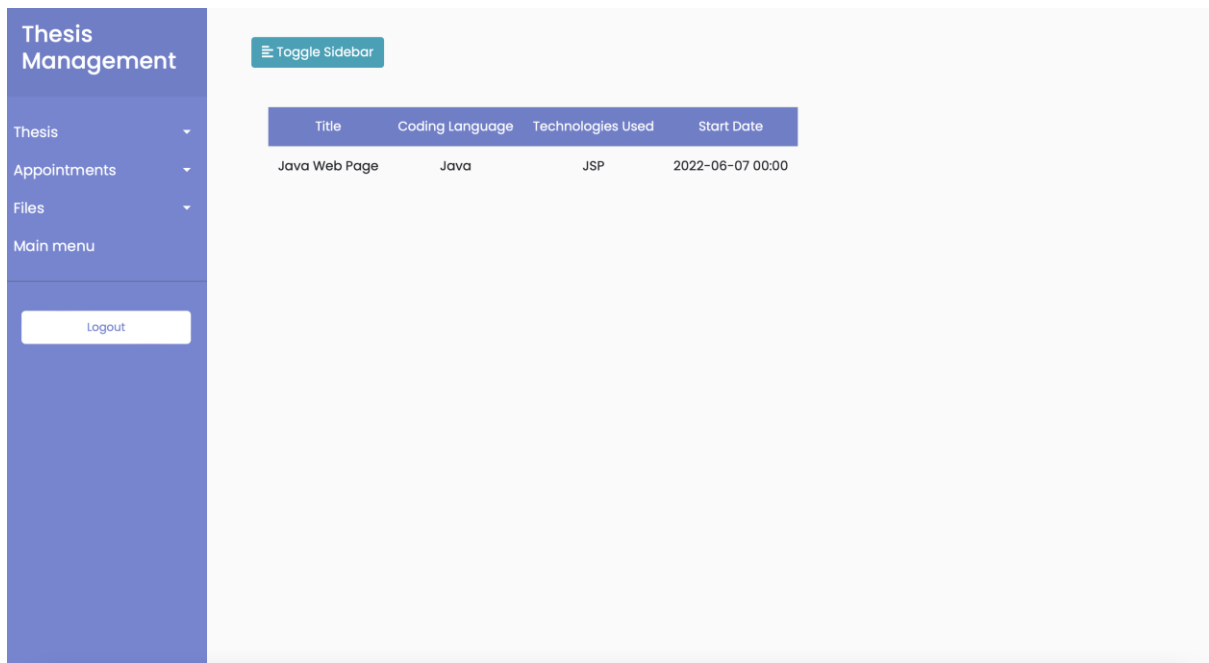 Thesis
Management
Thesis
Appointments
Files
Main menu
Logout
Toggle Sidebar
Title Coding Language Technologies Used Start Date
Java Web Page Java JSP 2022-06-07 00:00